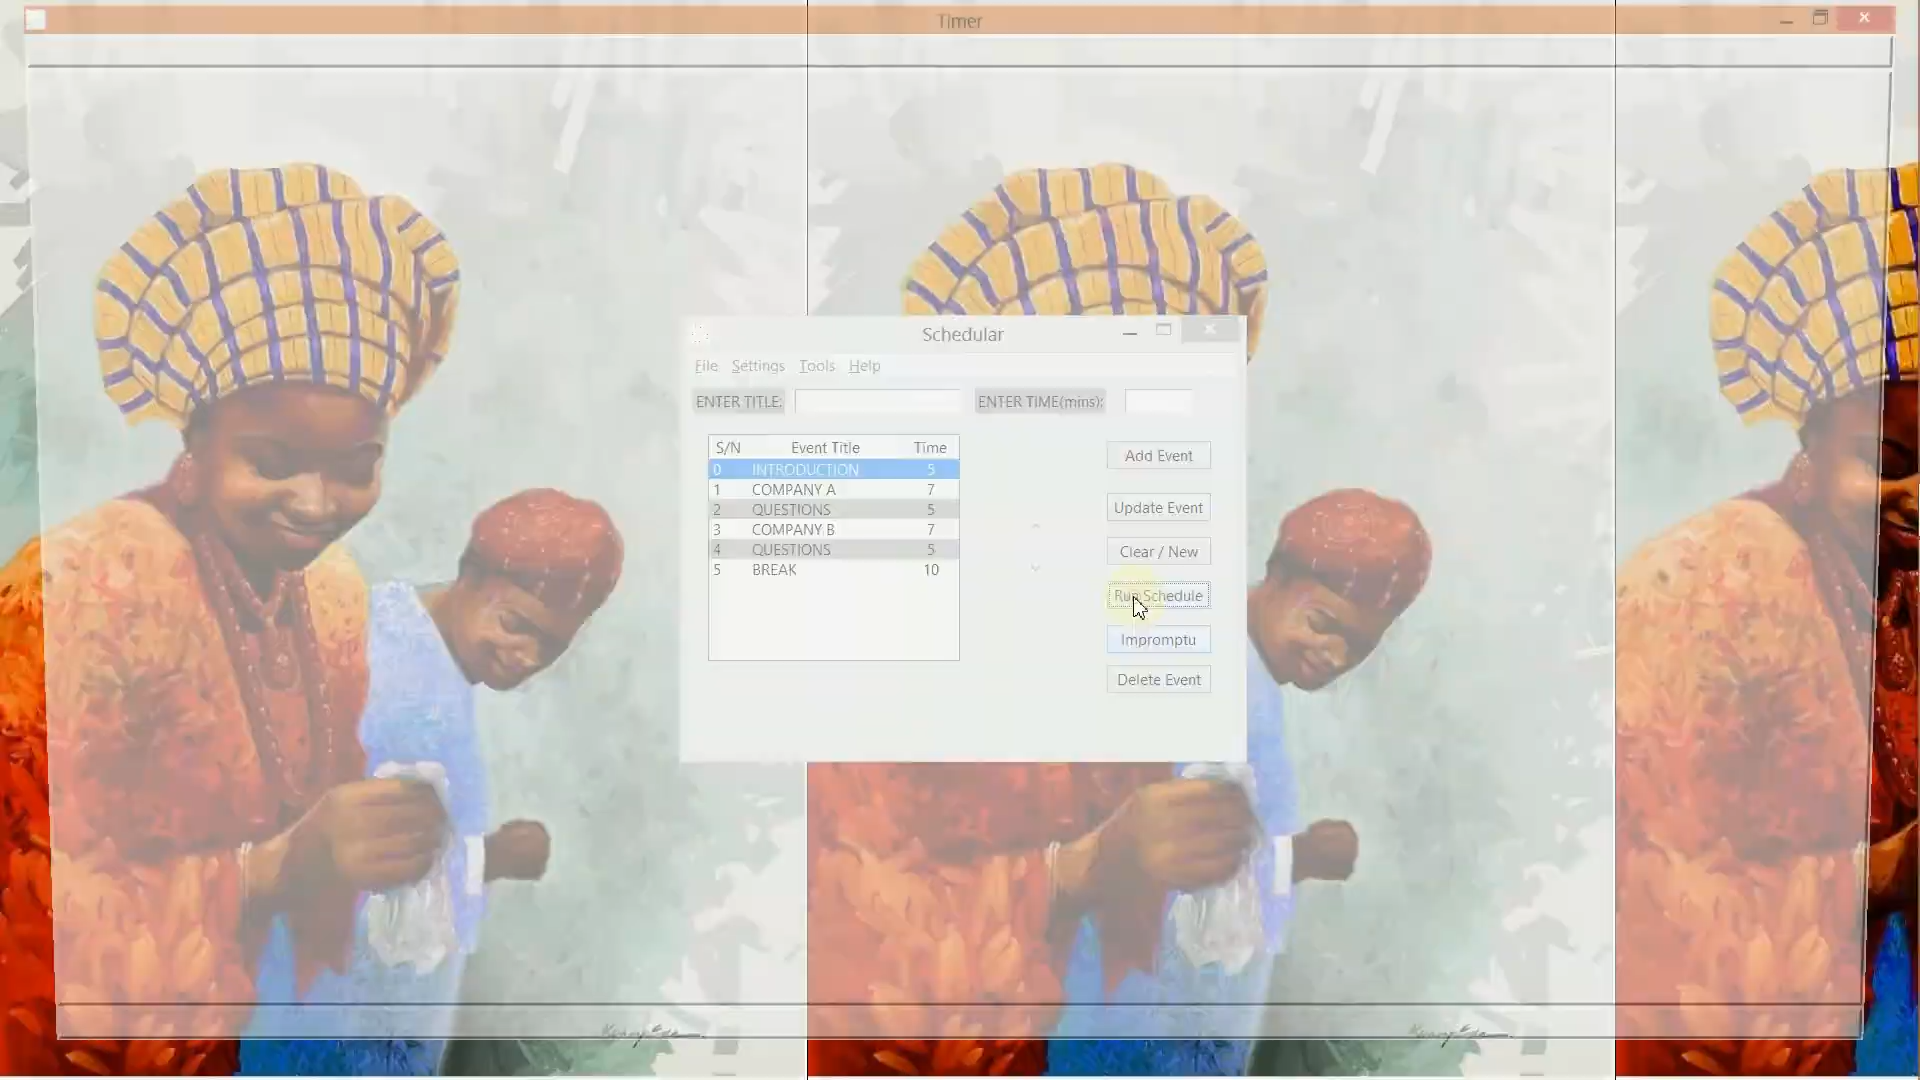 Timer
Schedular
File Settings Tools Help
ENTER TITLE: ENTER TIME(mins):
S/N Event Title Time
0 INTRODUCTION 5
1 COMPANY A 7
2 QUESTIONS 5
3 COMPANY B 7
4 QUESTIONS 5
5 BREAK 10
Add Event
Update Event
Clear / New
Run Schedule
Impromptu
Delete Event